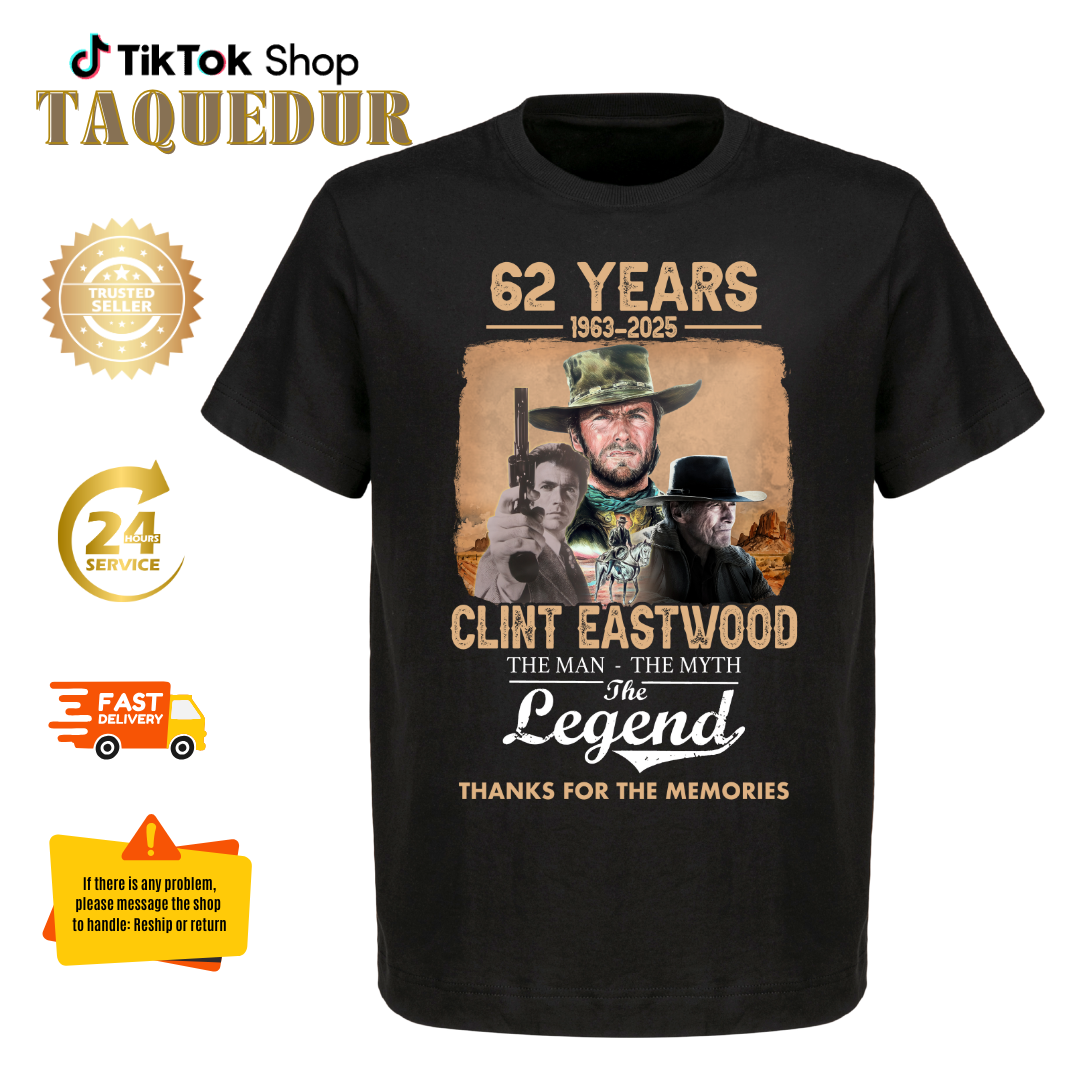 TikTok Shop
TAQUEDUR
TRUSTED
SELLER
24 HOURS
SERVICE
FAST
DELIVERY
If there is any problem,
please message the shop
to handle: Reship or return
62 YEARS
1963-2025
CLINT EASTWOOD
THE MAN - THE MYTH
The
Legend
THANKS FOR THE MEMORIES